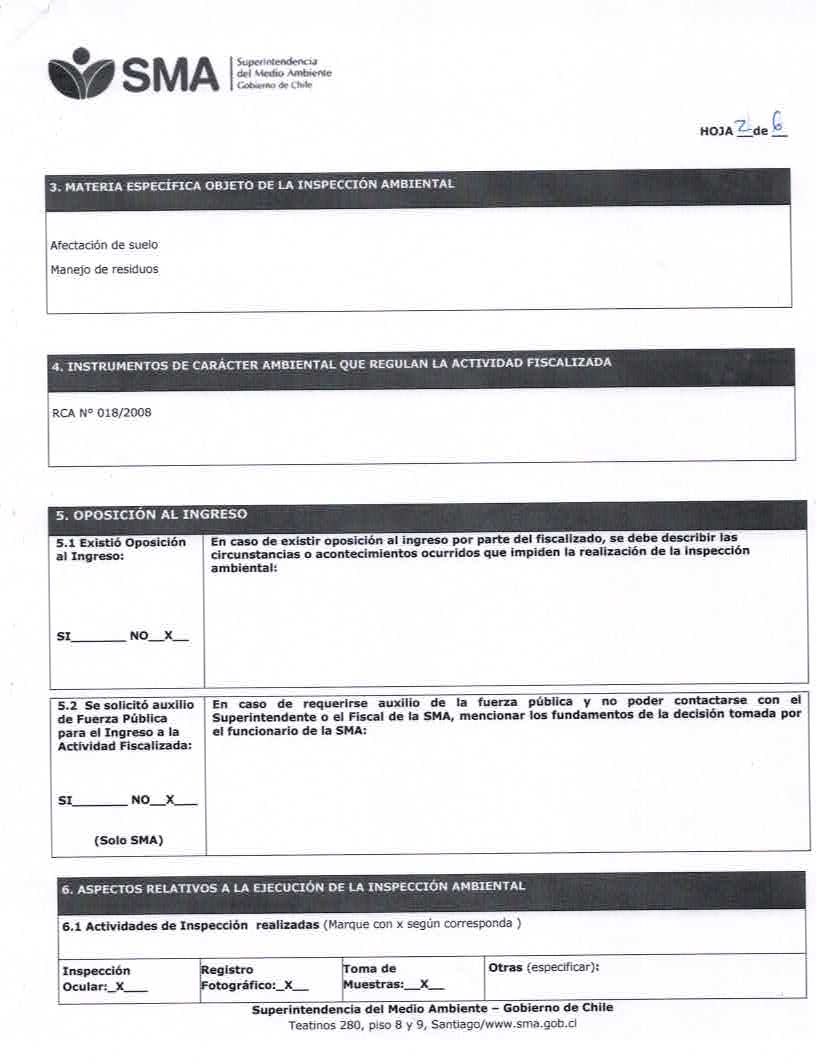 SMA
Superintendencia
del Medio Ambiente
Gobierno de Chile
HOJA 2 de 6
3. MATERIA ESPECÍFICA OBJETO DE LA INSPECCIÓN AMBIENTAL
Afectación de suelo
Manejo de residuos
4. INSTRUMENTOS DE CARÁCTER AMBIENTAL QUE REGULAN LA ACTIVIDAD FISCALIZADA
RCA N° 018/2008
5. OPOSICIÓN AL INGRESO
5.1 Existió Oposición
al Ingreso:
SI________ NO__X__
En caso de existir oposición al ingreso por parte del fiscalizado, se debe describir las
circunstancias o acontecimientos ocurridos que impiden la realización de la inspección
ambiental:
5.2 Se solicitó auxilio
de Fuerza Pública
para el Ingreso a la
Actividad Fiscalizada:
SI________ NO__X___
(Solo SMA)
En caso de requerirse auxilio de la fuerza pública y no poder contactarse con el
Superintendente o el Fiscal de la SMA, mencionar los fundamentos de la decisión tomada por
el funcionario de la SMA:
6. ASPECTOS RELATIVOS A LA EJECUCIÓN DE LA INSPECCIÓN AMBIENTAL
6.1 Actividades de Inspección realizadas (Marque con x según corresponda )
Inspección
Ocular:_X___
Registro
Fotográfico:_X__
Toma de
Muestras:__X__
Otras (especificar):
Superintendencia del Medio Ambiente – Gobierno de Chile
Teatinos 280, piso 8 y 9, Santiago/www.sma.gob.cl